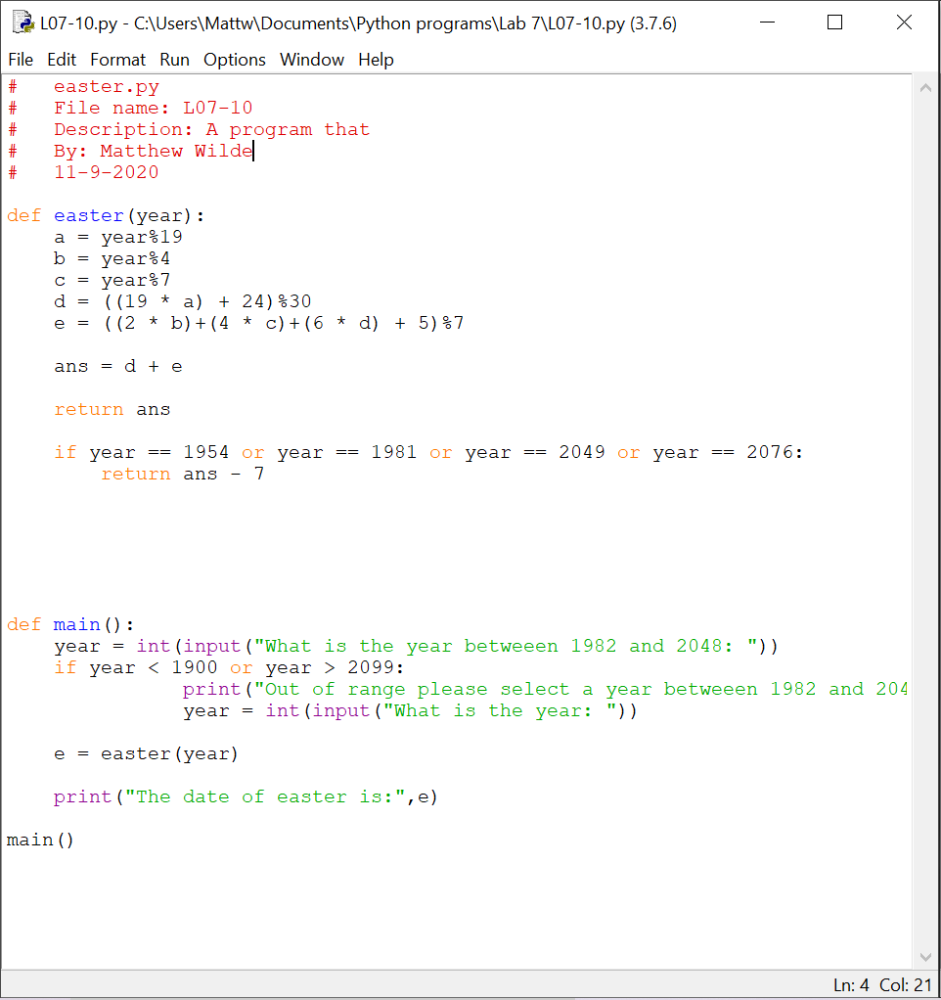 L07-10.py - C:\Users\Mattw\Documents\Python programs\Lab 7\L07-10.py (3.7.6)
File Edit Format Run Options Window Help
#   easter.py
#   File name: L07-10
#   Description: A program that
#   By: Matthew Wilde
#   11-9-2020

def easter(year):
    a = year%19
    b = year%4
    c = year%7
    d = ((19 * a) + 24)%30
    e = ((2 * b)+(4 * c)+(6 * d) + 5)%7

    ans = d + e

    return ans

    if year == 1954 or year == 1981 or year == 2049 or year == 2076:
        return ans - 7

def main():
    year = int(input("What is the year betweeen 1982 and 2048: "))
    if year < 1900 or year > 2099:
               print("Out of range please select a year betweeen 1982 and 204
               year = int(input("What is the year: "))

    e = easter(year)

    print("The date of easter is:",e)

main()
Ln: 4 Col: 21